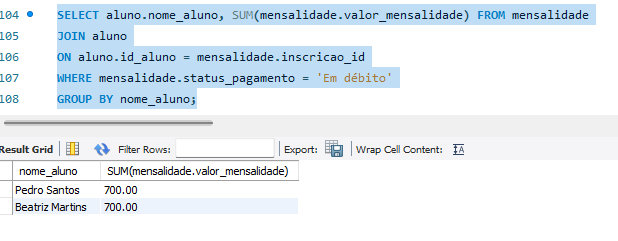 104 SELECT aluno.nome_aluno, SUM(mensalidade.valor_mensalidade) FROM mensalidade
105 JOIN aluno
106 ON aluno.id_aluno = mensalidade.inscricao_id
107 WHERE mensalidade.status_pagamento = 'Em débito'
108 GROUP BY nome_aluno;
Result Grid Filter Rows: Export: Wrap Cell Content: IA
nome_aluno SUM(mensalidade.valor_mensalidade)
Pedro Santos 700.00
Beatriz Martins 700.00